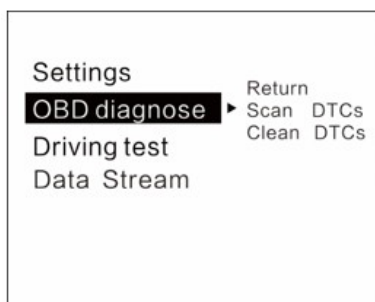 Settings
OBD diagnose
Driving test
Data Stream
Return
Scan DTCs
Clean DTCs